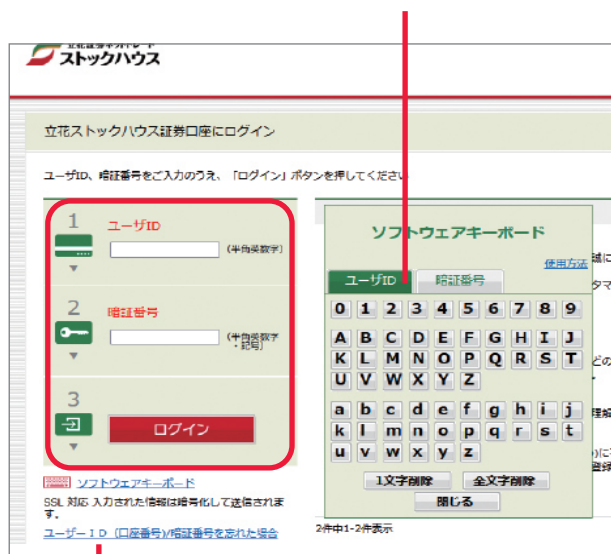 立花証券ネットトレード
ストックハウス
立花ストックハウス証券口座にログイン
ユーザID、暗証番号をご入力のうえ、「ログイン」ボタンを押してください
1
ユーザID
(半角英数字)
2
暗証番号
(半角英数字
・記号)
3
ログイン
ソフトウェアキーボード
SSL 対応 入力された情報は暗号化して送信されま
す。
ユーザーID (口座番号)/暗証番号を忘れた場合
ソフトウェアキーボード
使用方法
ユーザID 暗証番号
0 1 2 3 4 5 6 7 8 9
A B C D E F G H I J
K L M N O P Q R S T
U V W X Y Z
a b c d e f g h i j
k l m n o p q r s t
u v w x y z
1文字削除 全文字削除
閉じる
2件中1-2件表示